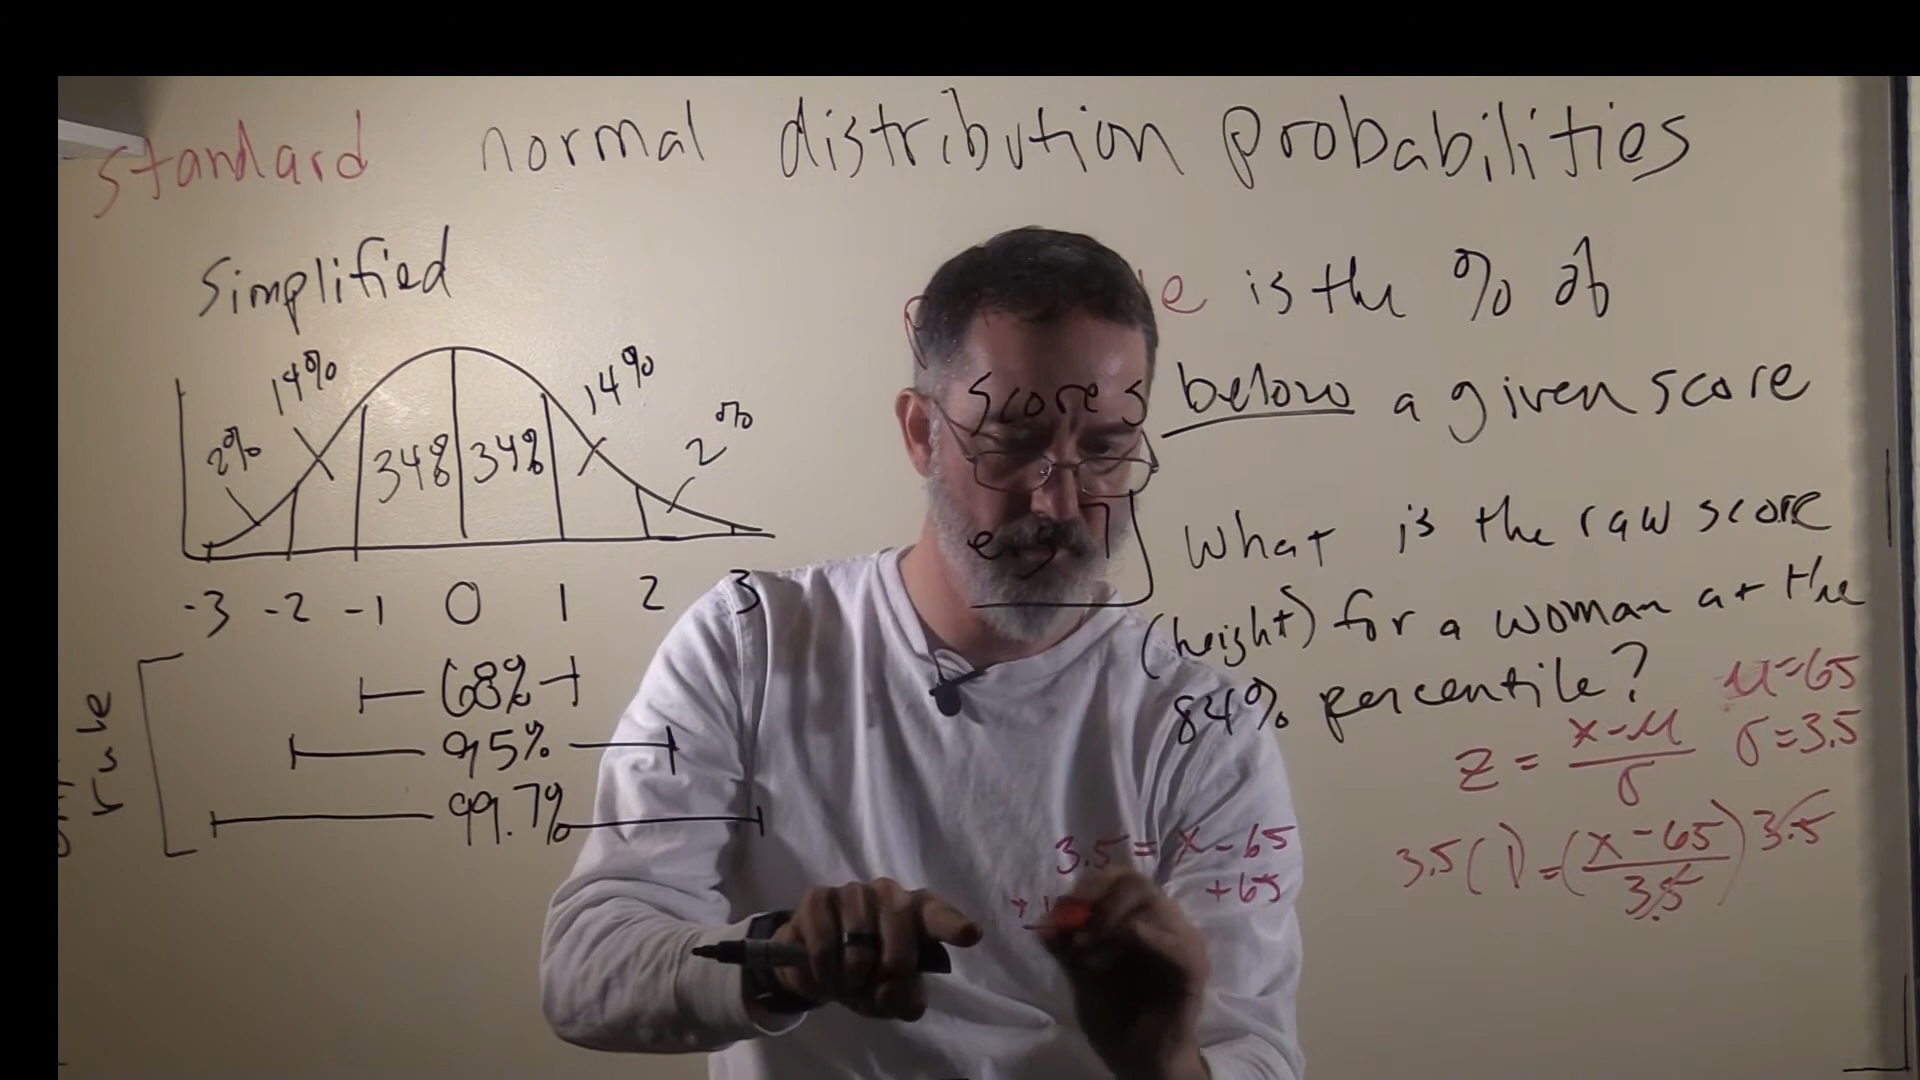 standard normal distribution probabilities
Simplified
is the % of
scores below a given score
2% 14% 34% 34% 14% 2%
-3 -2 -1 0 1 2 3
68%
95%
99.7%
rule
e.g.] What is the raw score
(height) for a woman at the
84% percentile?
μ=65
σ=3.5
z = x-μ / σ
3.5(1) = (x-65 / 3.5) 3.5
3.5 = x-65
+65